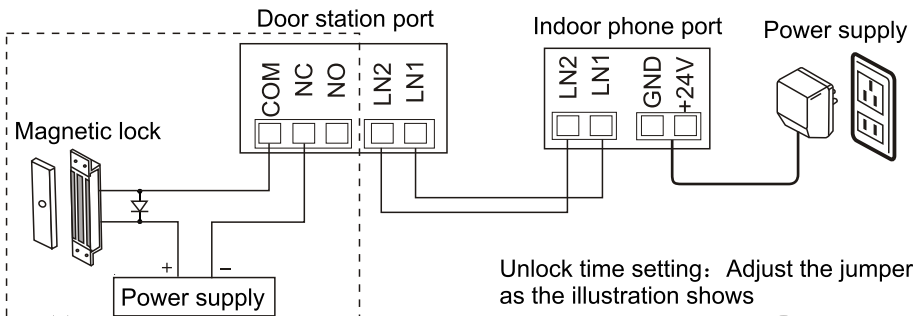 Door station port
Indoor phone port
Power supply
COM
NC
NO
LN2
LN1
LN2
LN1
GND
+24V
Magnetic lock
+
−
Power supply
Unlock time setting: Adjust the jumper
as the illustration shows